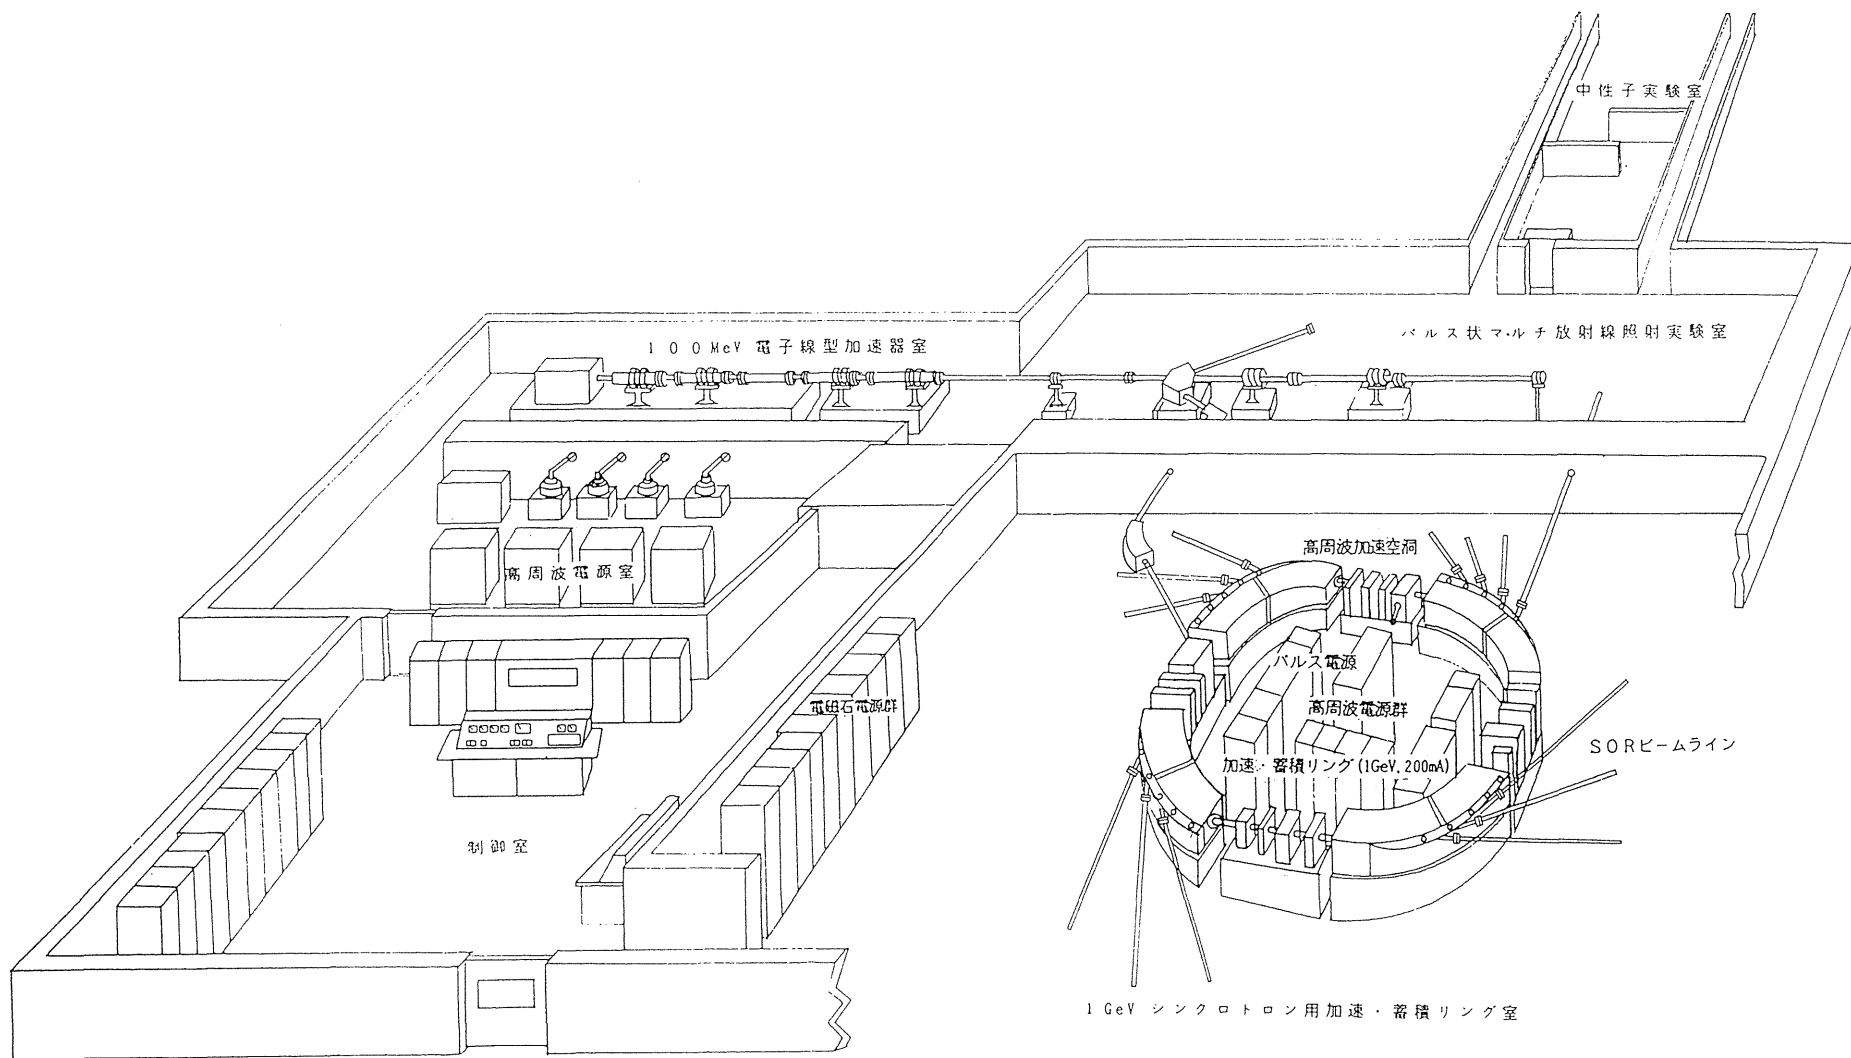 中性子実験室
パルス状マルチ放射線照射実験室
100MeV 電子線型加速器室
高周波電源室
高周波加速空洞
パルス電源
電磁石電源群
高周波電源群
SORビームライン
加速・蓄積リング(1GeV,200mA)
制御室
1GeV シンクロトロン用加速・蓄積リング室